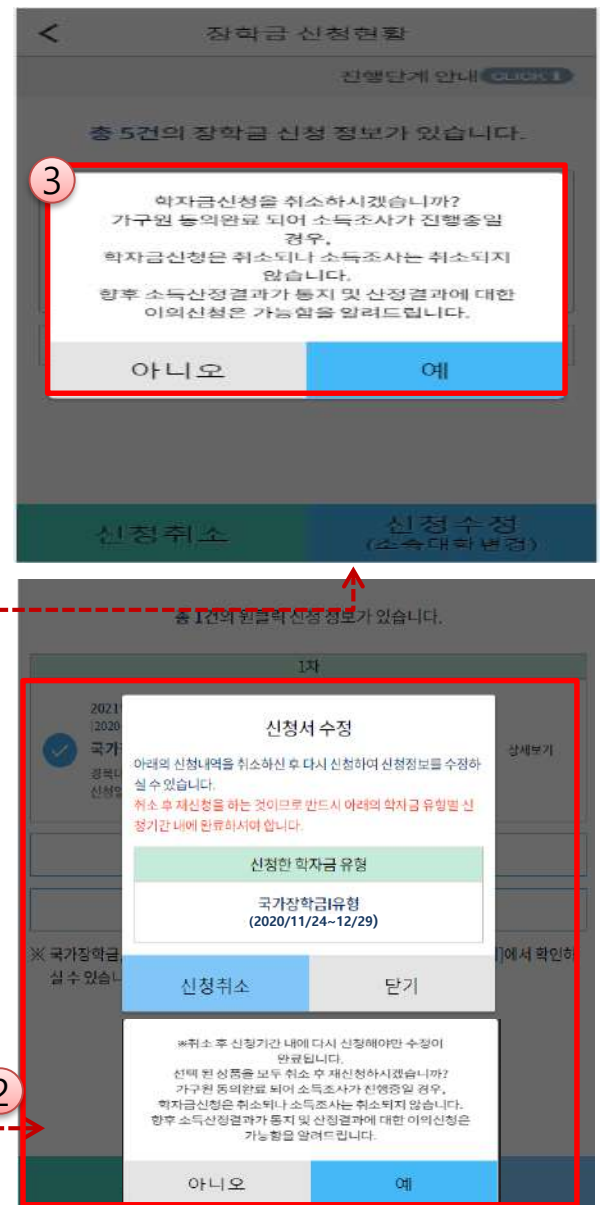 <
장학금 신청현황
진행단계 안내 CLICK!
총 5건의 장학금 신청 정보가 있습니다.
3
학자금신청을 취소하시겠습니까?
가구원 동의완료 되어 소득조사가 진행중일
경우,
학자금신청은 취소되나 소득조사는 취소되지
않습니다.
향후 소득산정결과가 통지 및 산정결과에 대한
이의신청은 가능함을 알려드립니다.
아니오
예
신청취소
신청수정
(소속대학 변경)
총 1건의 원클릭 신청 정보가 있습니다.
1차
2021
(2020
국가
상세보기
경북대
신청일
신청서 수정
아래의 신청내역을 취소하신 후 다시 신청하여 신청정보를 수정하
실 수 있습니다.
취소 후 재신청을 하는 것이므로 반드시 아래의 학자금 유형별 신
청기간 내에 완료하셔야 합니다.
신청한 학자금 유형
국가장학금I유형
(2020/11/24~12/29)
※ 국가장학금
]에서 확인하
실 수 있습니
신청취소
닫기
※취소 후 신청기간 내에 다시 신청해야만 수정이
완료됩니다.
선택 된 상품을 모두 취소 후 재신청하시겠습니까?
가구원 동의완료 되어 소득조사가 진행중일 경우,
학자금신청은 취소되나 소득조사는 취소되지 않습니다.
향후 소득산정결과가 통지 및 산정결과에 대한 이의신청은
가능함을 알려드립니다.
2
아니오
예